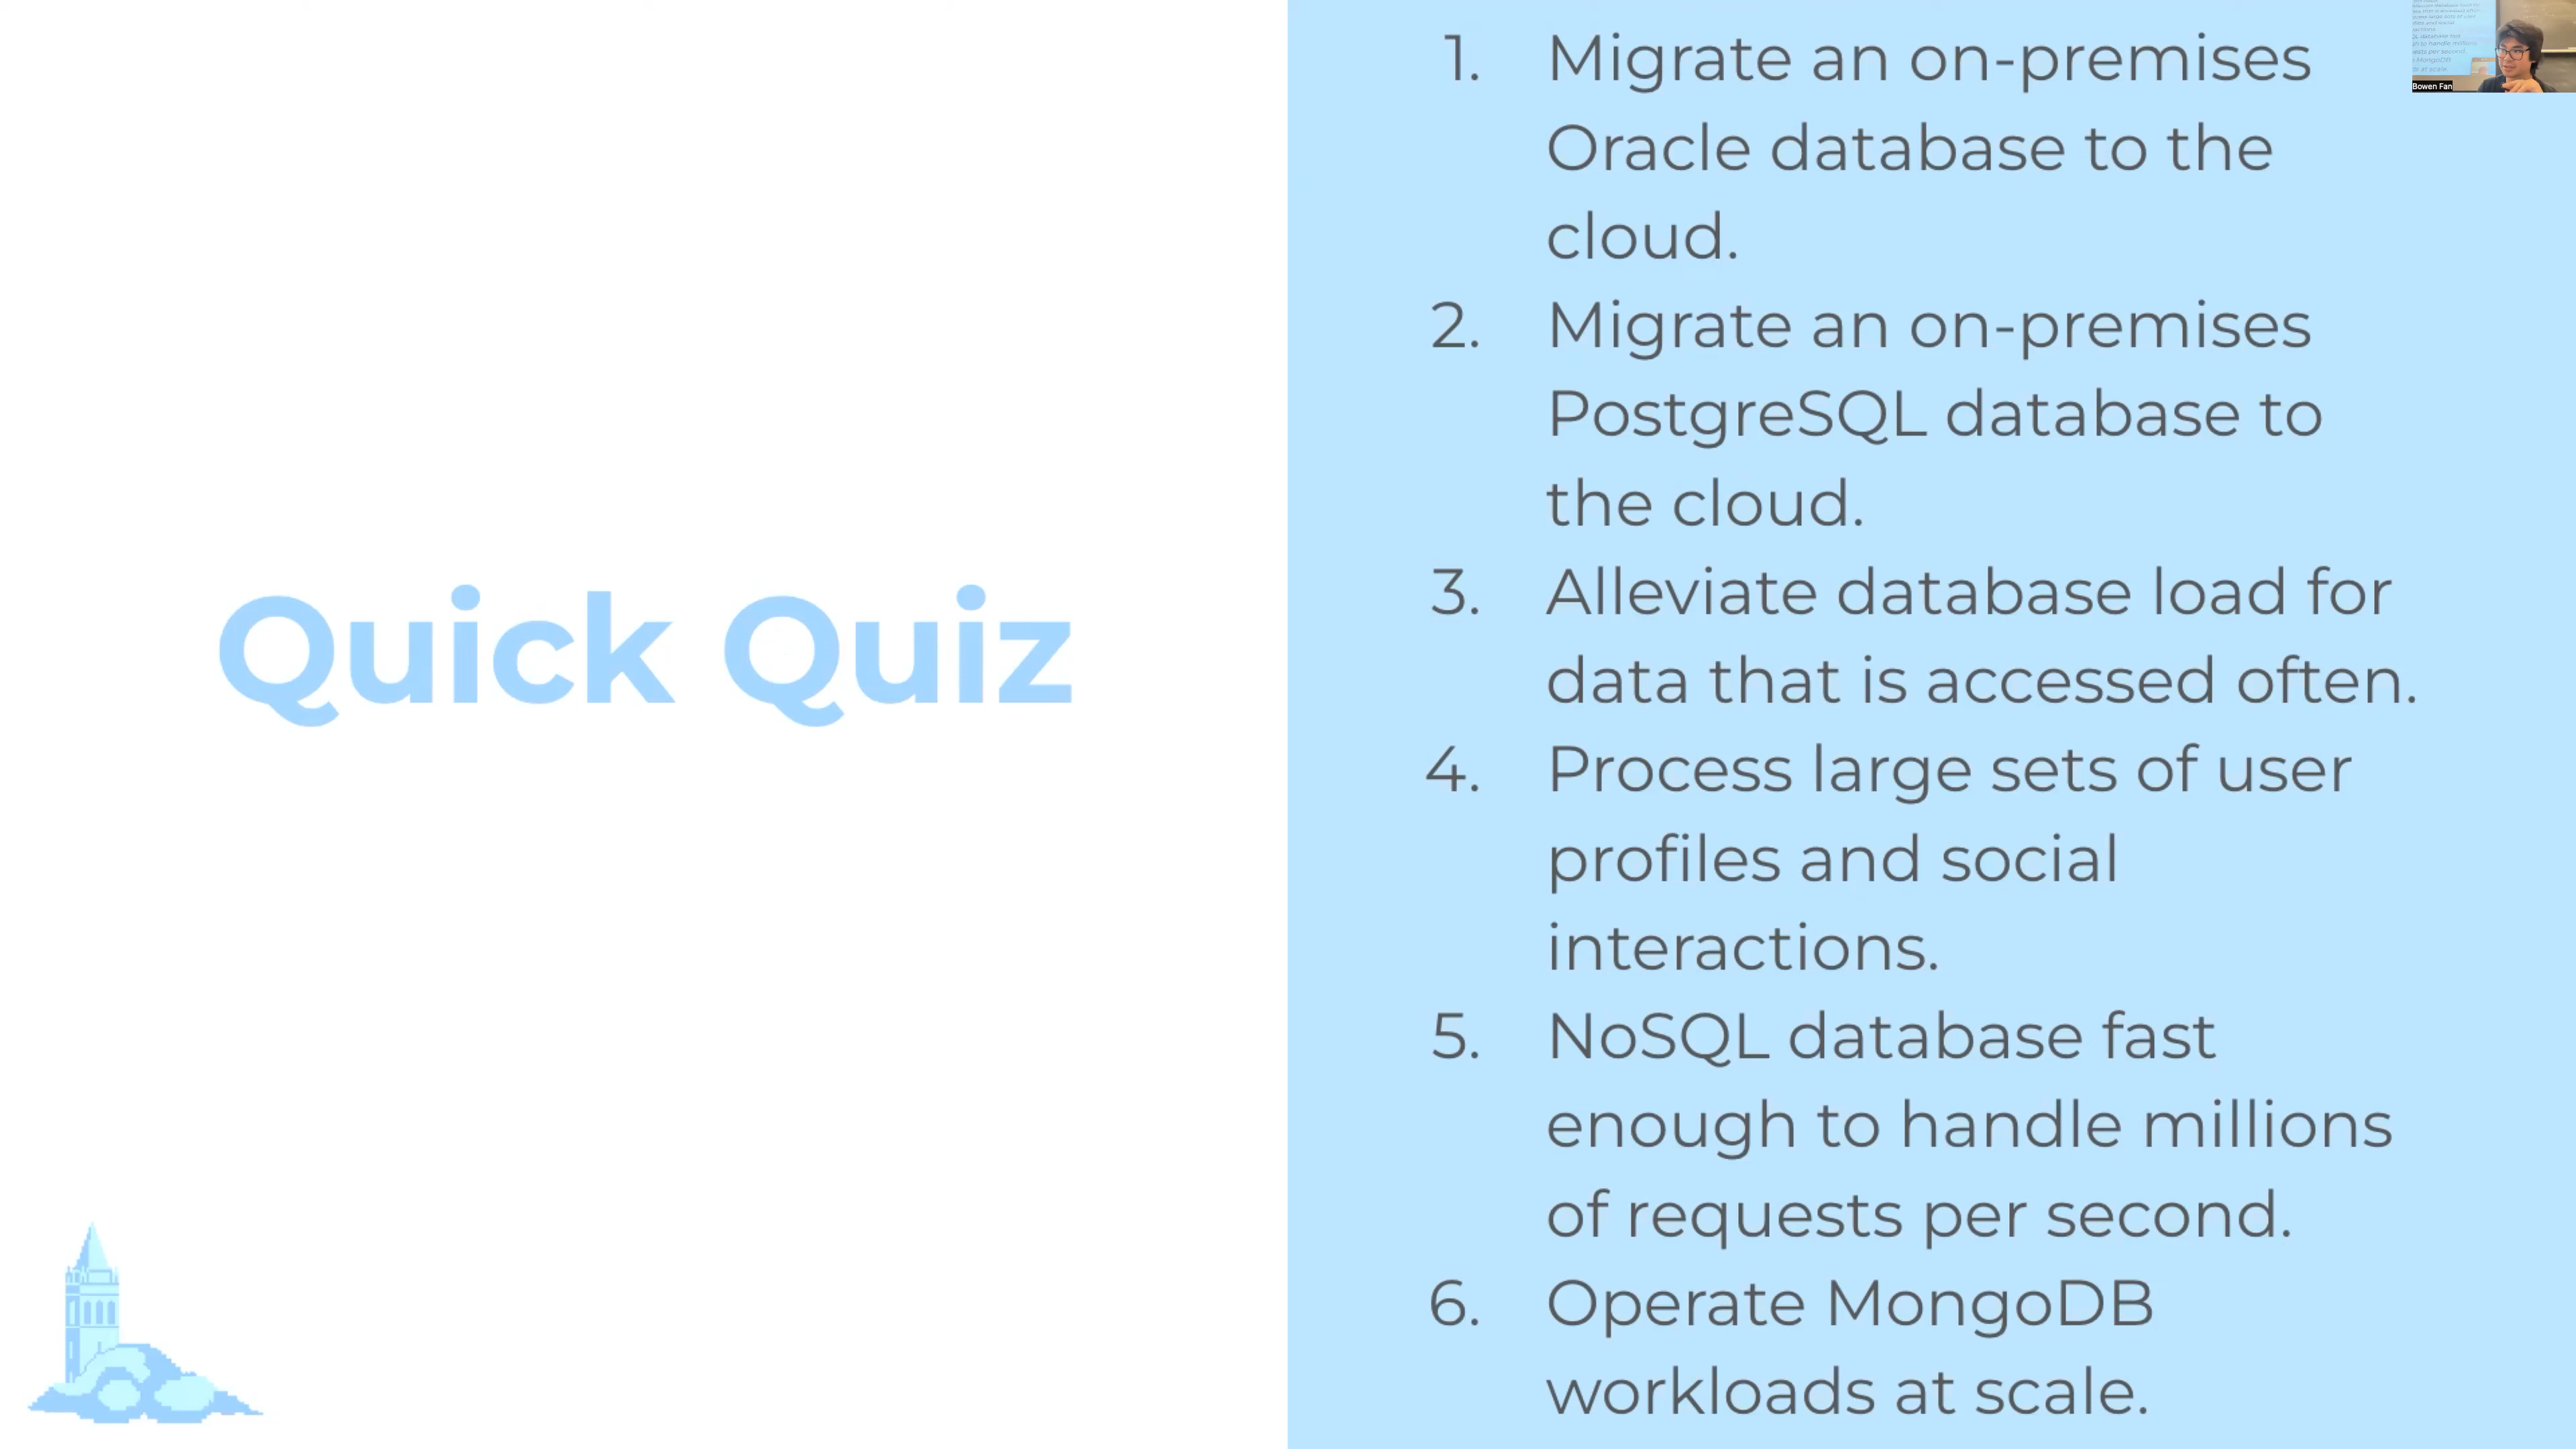 Quick Quiz
1. Migrate an on-premises
Oracle database to the
cloud.
2. Migrate an on-premises
PostgreSQL database to
the cloud.
3. Alleviate database load for
data that is accessed often.
4. Process large sets of user
profiles and social
interactions.
5. NoSQL database fast
enough to handle millions
of requests per second.
6. Operate MongoDB
workloads at scale.
Bowen Fan